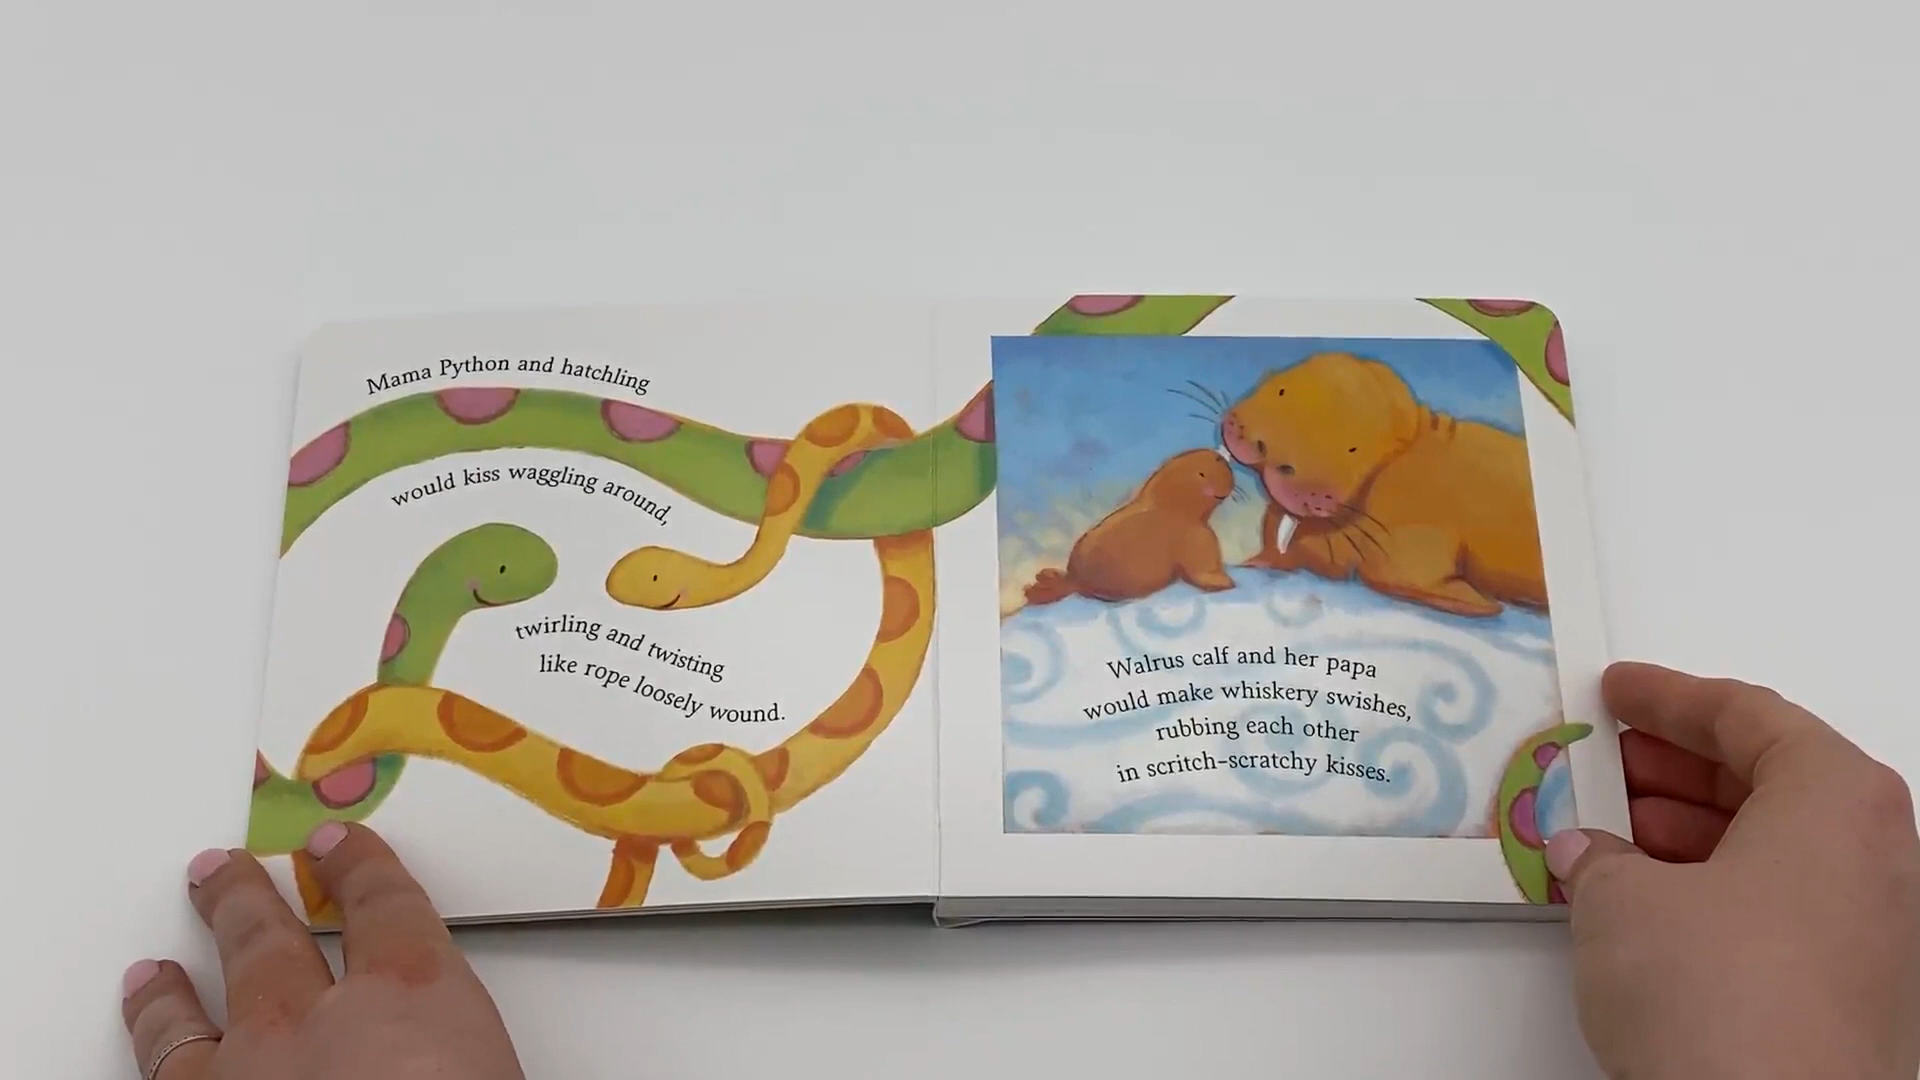 Mama Python and hatchling
would kiss waggling around,
twirling and twisting
like rope loosely wound.
Walrus calf and her papa
would make whiskery swishes,
rubbing each other
in scritch-scratchy kisses.